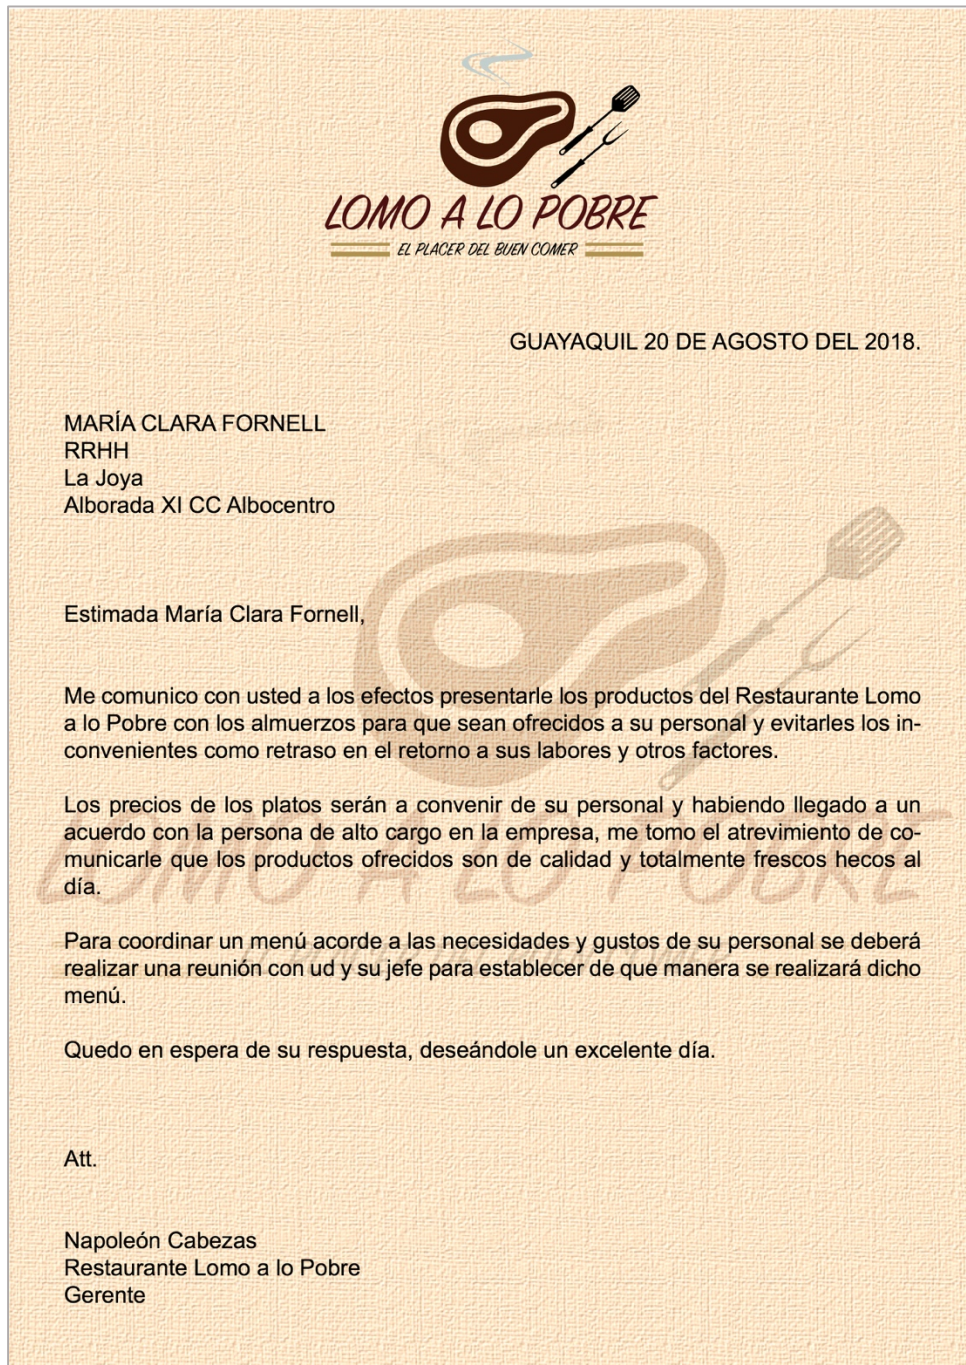 LOMO A LO POBRE
EL PLACER DEL BUEN COMER
GUAYAQUIL 20 DE AGOSTO DEL 2018.
MARÍA CLARA FORNELL
RRHH
La Joya
Alborada XI CC Albocentro
Estimada María Clara Fornell,
Me comunico con usted a los efectos presentarle los productos del Restaurante Lomo
a lo Pobre con los almuerzos para que sean ofrecidos a su personal y evitarles los in-
convenientes como retraso en el retorno a sus labores y otros factores.
Los precios de los platos serán a convenir de su personal y habiendo llegado a un
acuerdo con la persona de alto cargo en la empresa, me tomo el atrevimiento de co-
municarle que los productos ofrecidos son de calidad y totalmente frescos hecos al
día.
LOMO A LO POBRE
Para coordinar un menú acorde a las necesidades y gustos de su personal se deberá
EL PLACER DEL BUEN COMER
realizar una reunión con ud y su jefe para establecer de que manera se realizará dicho
menú.
Quedo en espera de su respuesta, deseándole un excelente día.
Att.
Napoleón Cabezas
Restaurante Lomo a lo Pobre
Gerente